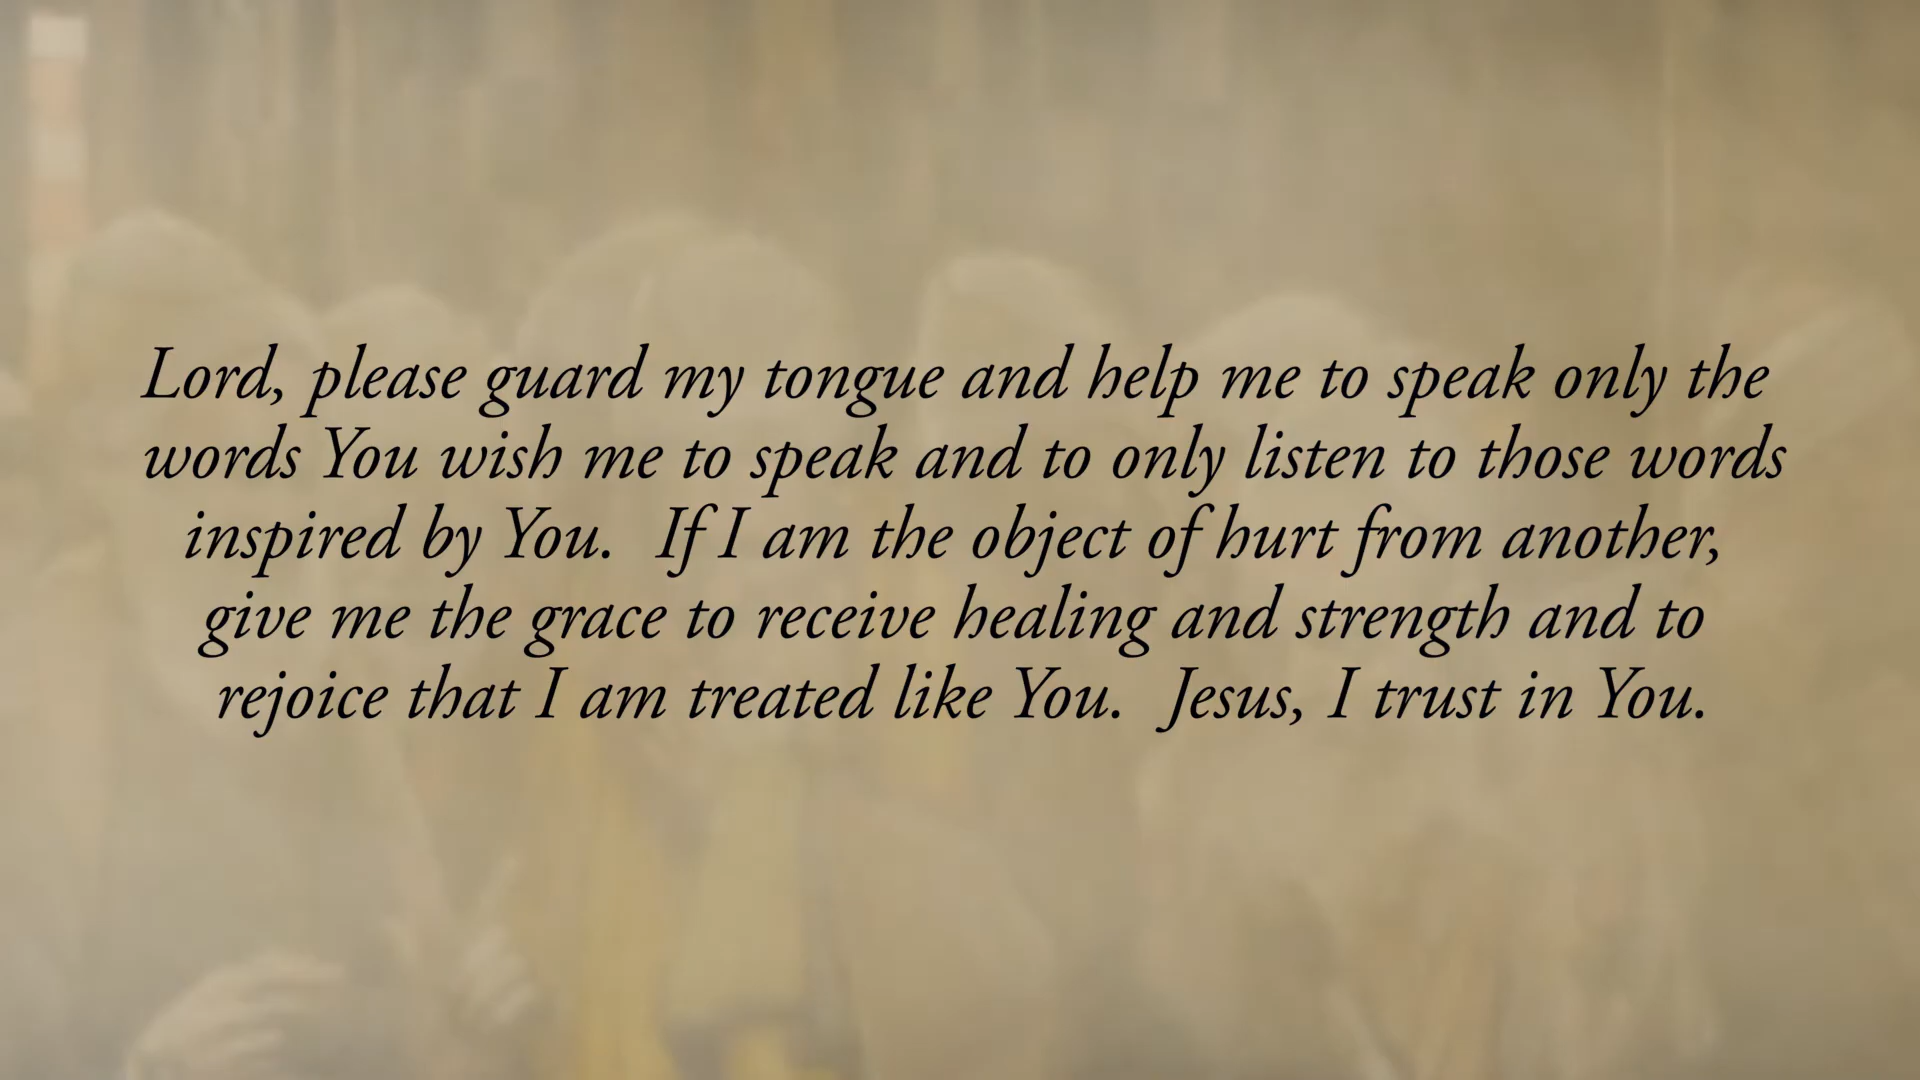 Lord, please guard my tongue and help me to speak only the
words You wish me to speak and to only listen to those words
inspired by You.  If I am the object of hurt from another,
give me the grace to receive healing and strength and to
rejoice that I am treated like You.  Jesus, I trust in You.